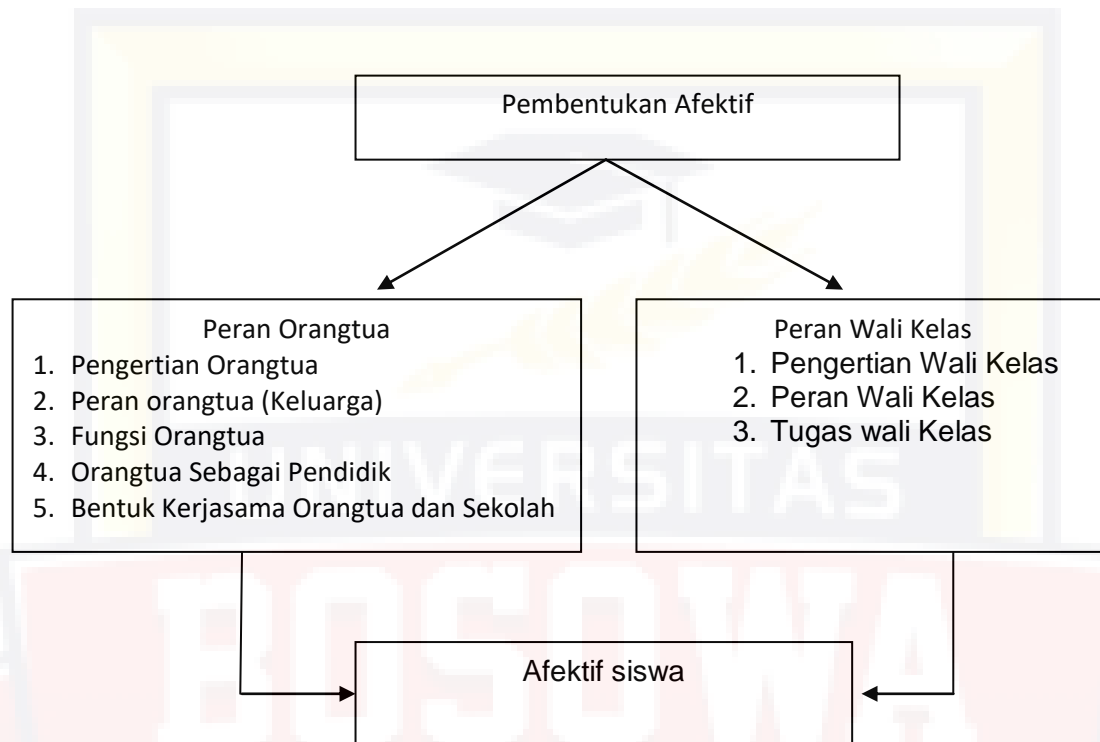 Pembentukan Afektif
Peran Orangtua
1. Pengertian Orangtua
2. Peran orangtua (Keluarga)
3. Fungsi Orangtua
4. Orangtua Sebagai Pendidik
5. Bentuk Kerjasama Orangtua dan Sekolah
Peran Wali Kelas
1. Pengertian Wali Kelas
2. Peran Wali Kelas
3. Tugas wali Kelas
UNIVERSITAS
BOSOWA
Afektif siswa